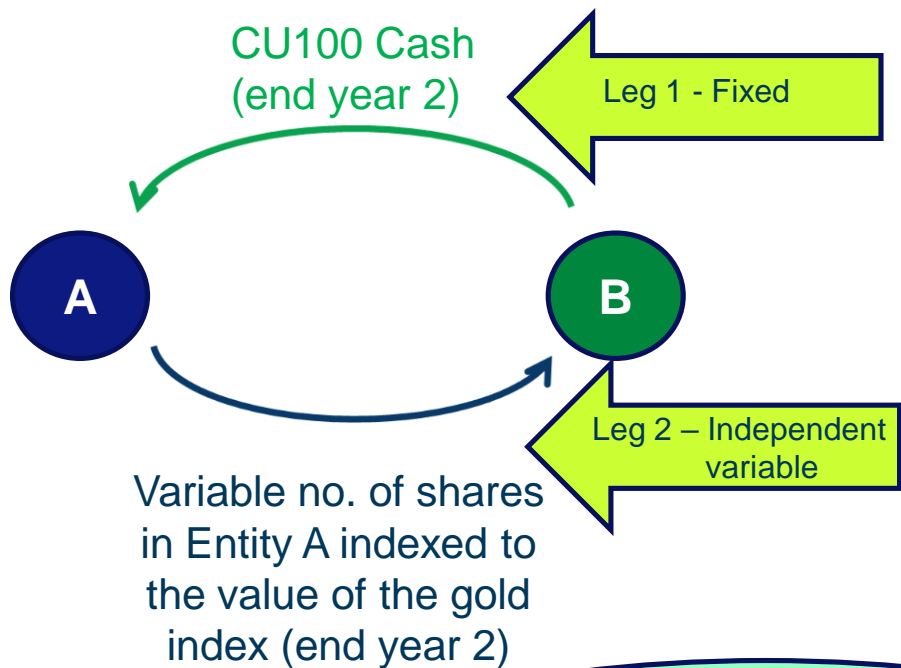 CU100 Cash
(end year 2)
Leg 1 - Fixed
A
B
Leg 2 – Independent
variable
Variable no. of shares
in Entity A indexed to
the value of the gold
index (end year 2)